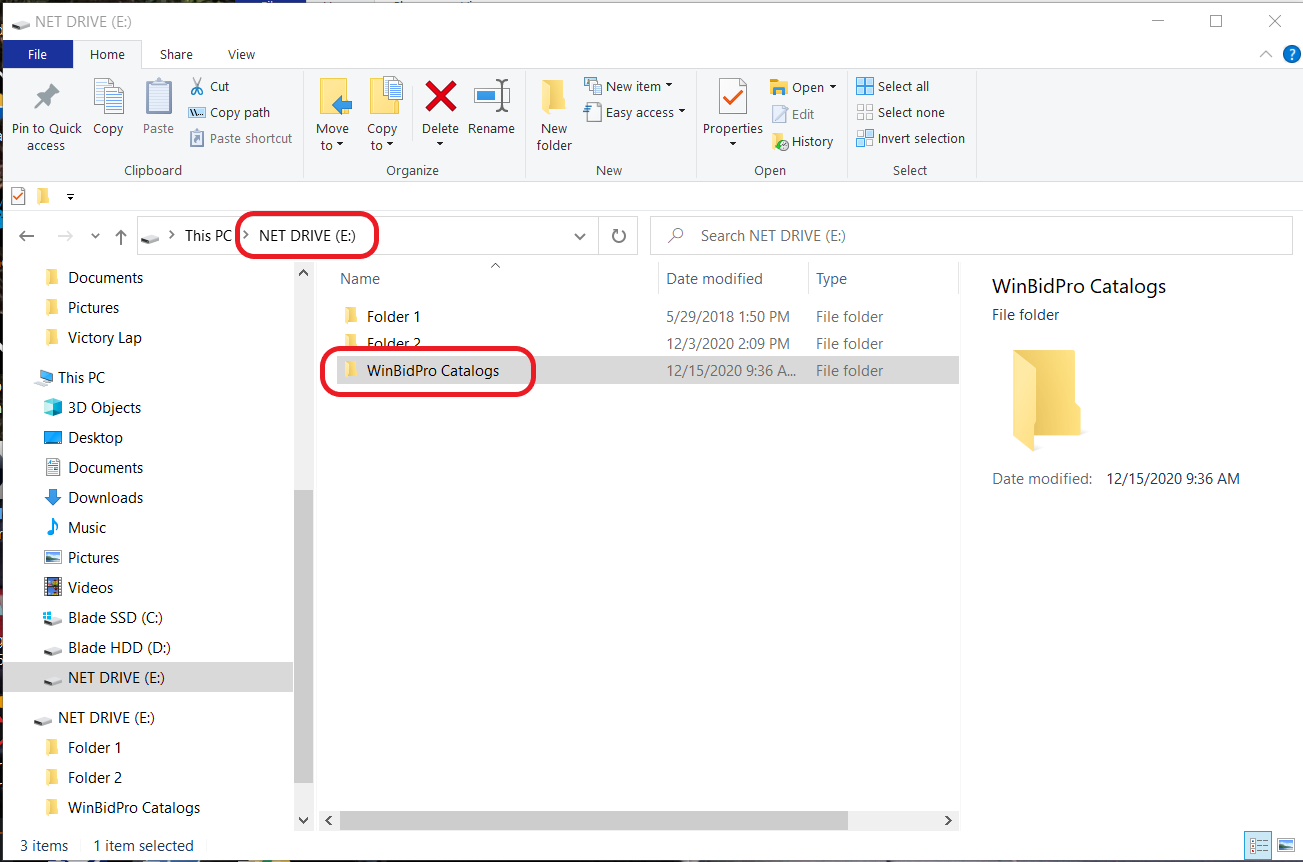 NET DRIVE (E:)
File Home Share View
?
Pin to Quick access
Copy
Paste
Cut
Copy path
Paste shortcut
Clipboard
Move to
Copy to
Delete
Rename
Organize
New folder
New item
Easy access
New
Properties
Open
Edit
History
Open
Select all
Select none
Invert selection
Select
This PC > NET DRIVE (E:)
Search NET DRIVE (E:)
Documents
Pictures
Victory Lap
This PC
3D Objects
Desktop
Documents
Downloads
Music
Pictures
Videos
Blade SSD (C:)
Blade HDD (D:)
NET DRIVE (E:)
NET DRIVE (E:)
Folder 1
Folder 2
WinBidPro Catalogs
Name Date modified Type
Folder 1 5/29/2018 1:50 PM File folder
Folder 2 12/3/2020 2:09 PM File folder
WinBidPro Catalogs 12/15/2020 9:36 A... File folder
WinBidPro Catalogs
File folder
Date modified: 12/15/2020 9:36 AM
3 items 1 item selected